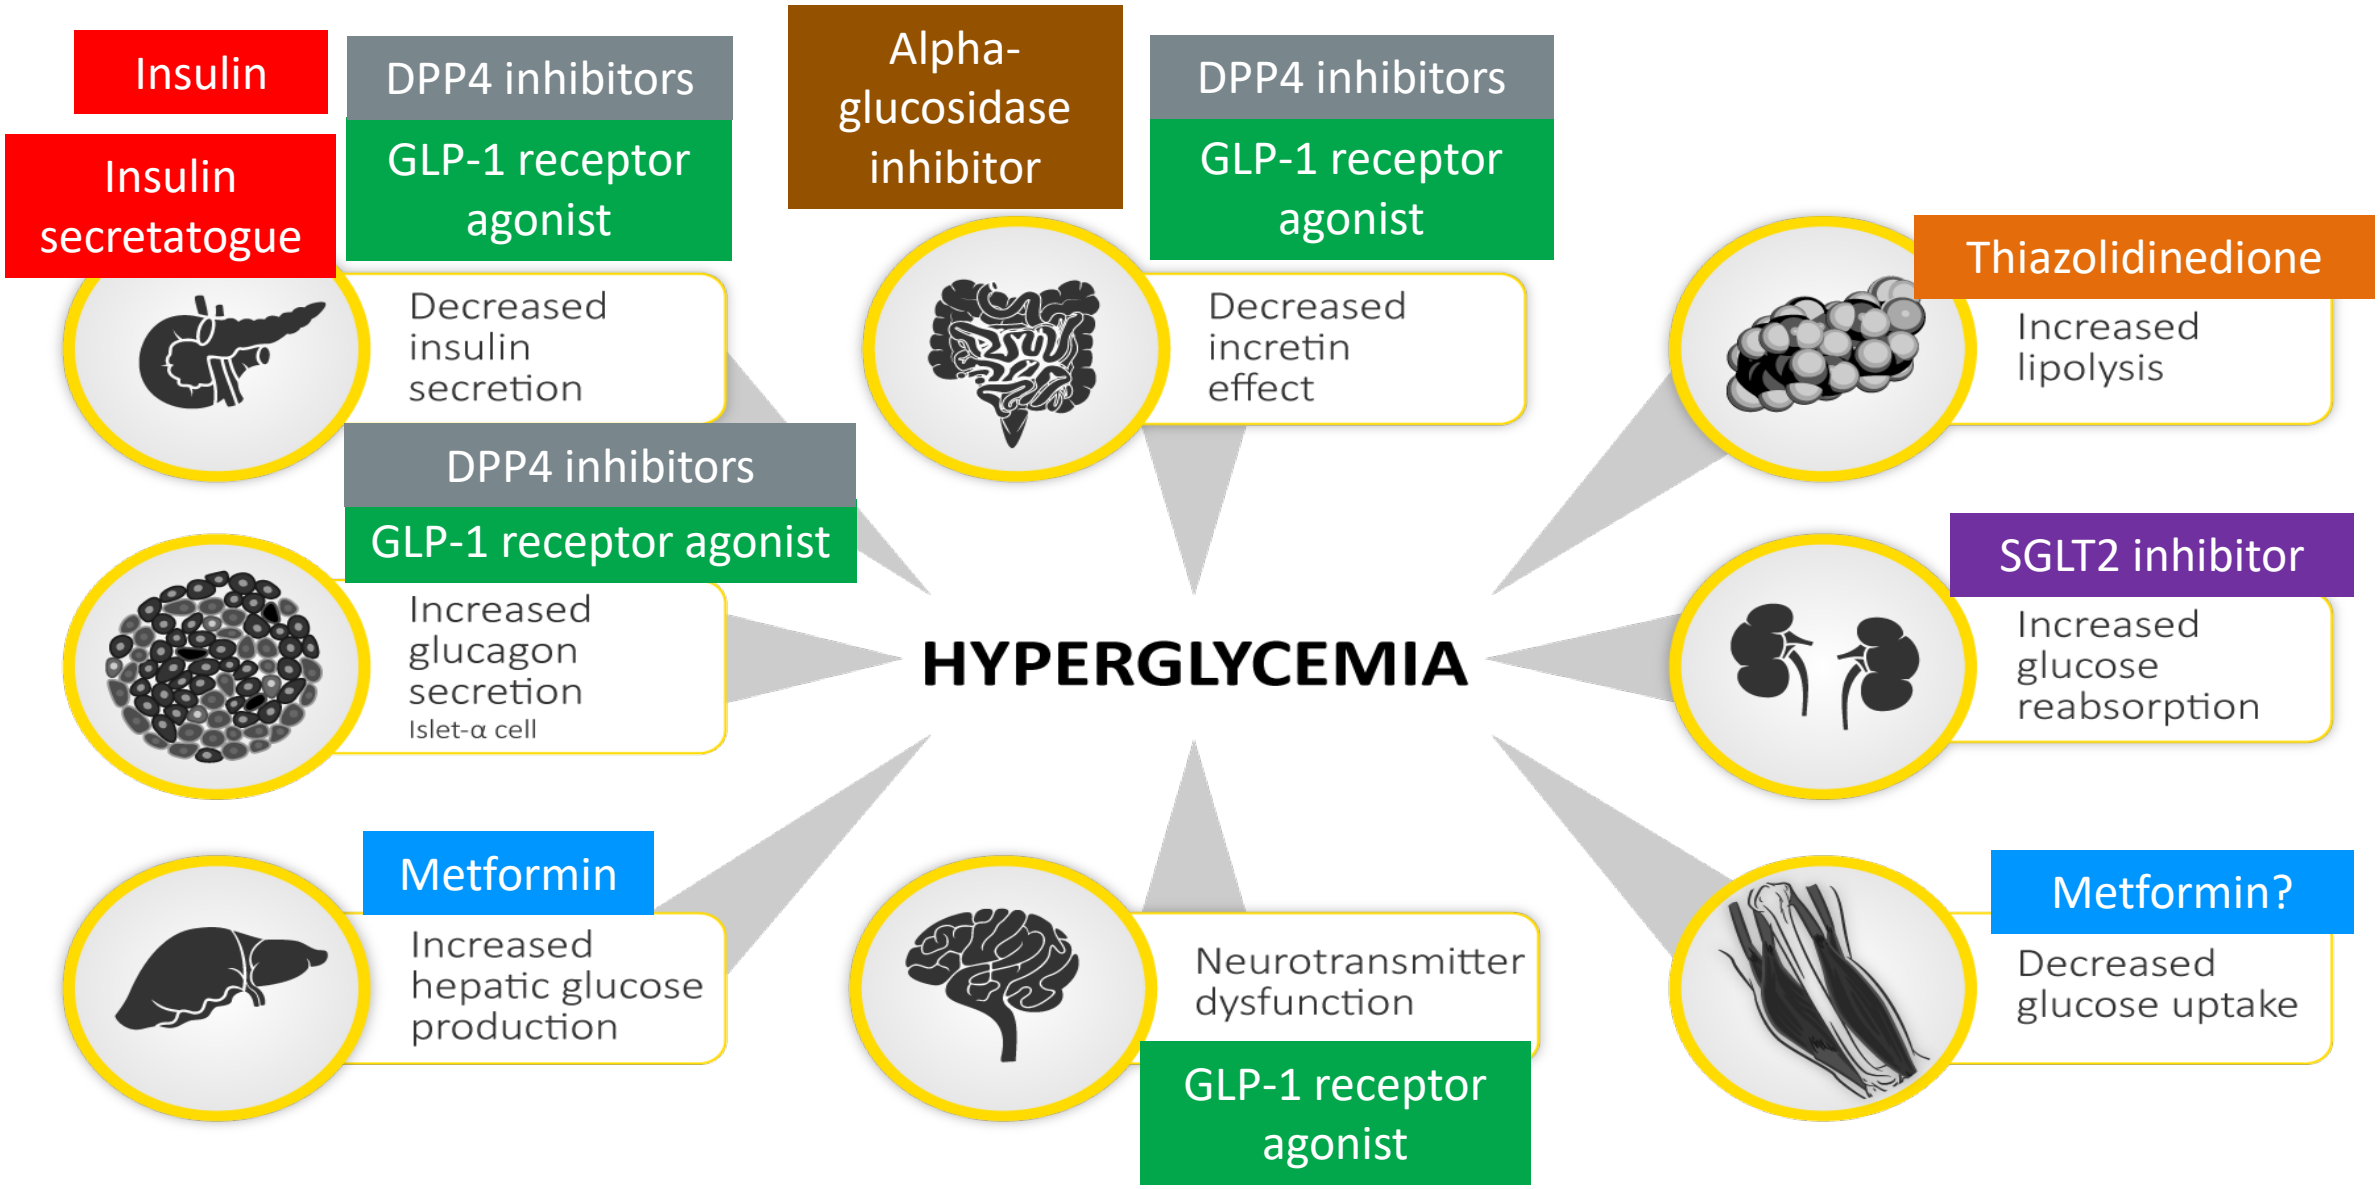 Insulin
Insulin
secretatogue
DPP4 inhibitors
GLP-1 receptor
agonist
Decreased
insulin
secretion
Alpha-
glucosidase
inhibitor
DPP4 inhibitors
GLP-1 receptor
agonist
Decreased
incretin
effect
Thiazolidinedione
Increased
lipolysis
DPP4 inhibitors
GLP-1 receptor agonist
Increased
glucagon
secretion
Islet-α cell
HYPERGLYCEMIA
SGLT2 inhibitor
Increased
glucose
reabsorption
Metformin
Increased
hepatic glucose
production
Neurotransmitter
dysfunction
GLP-1 receptor
agonist
Metformin?
Decreased
glucose uptake